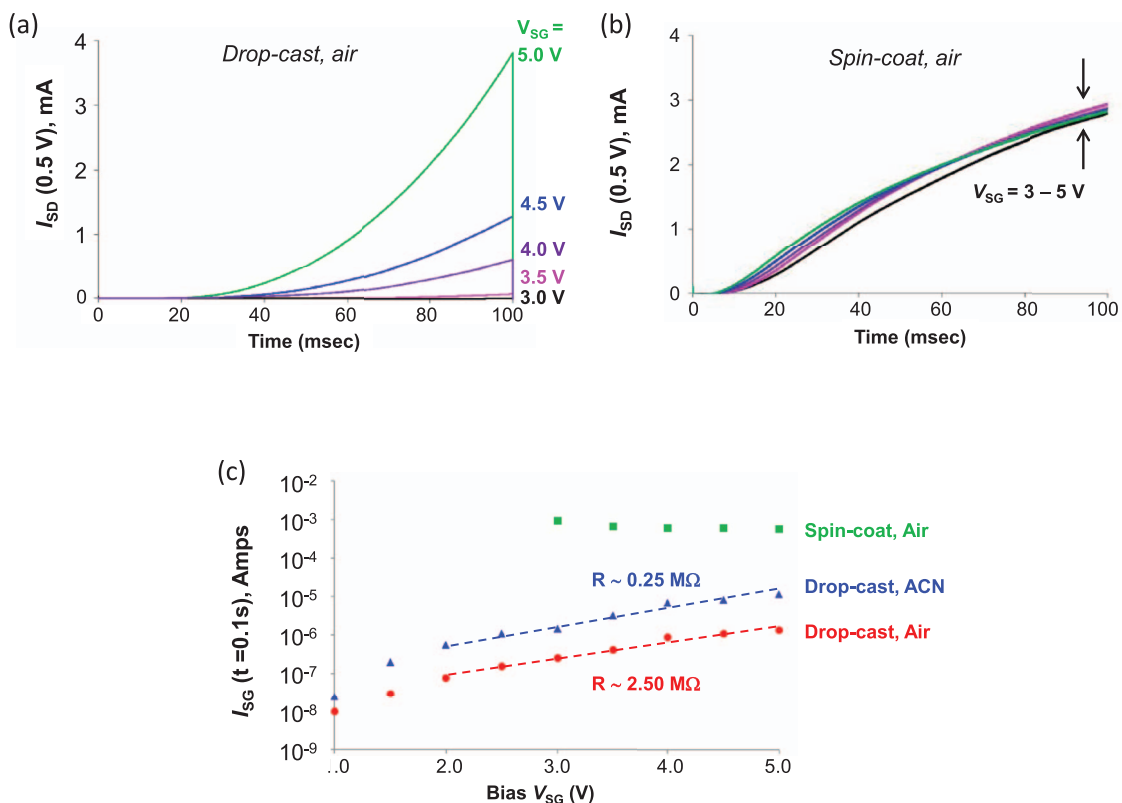 (a)
Drop-cast, air
V_SG =
5.0 V
4.5 V
4.0 V
3.5 V
3.0 V
I_SD (0.5 V), mA
4
3
2
1
0
0 20 40 60 80 100
Time (msec)
(b)
Spin-coat, air
V_SG = 3 – 5 V
I_SD (0.5 V), mA
4
3
2
1
0
0 20 40 60 80 100
Time (msec)
(c)
I_SG (t =0.1s), Amps
10^-2
10^-3
10^-4
10^-5
10^-6
10^-7
10^-8
10^-9
Spin-coat, Air
R ~ 0.25 MΩ
Drop-cast, ACN
Drop-cast, Air
R ~ 2.50 MΩ
.0 2.0 3.0 4.0 5.0
Bias V_SG (V)